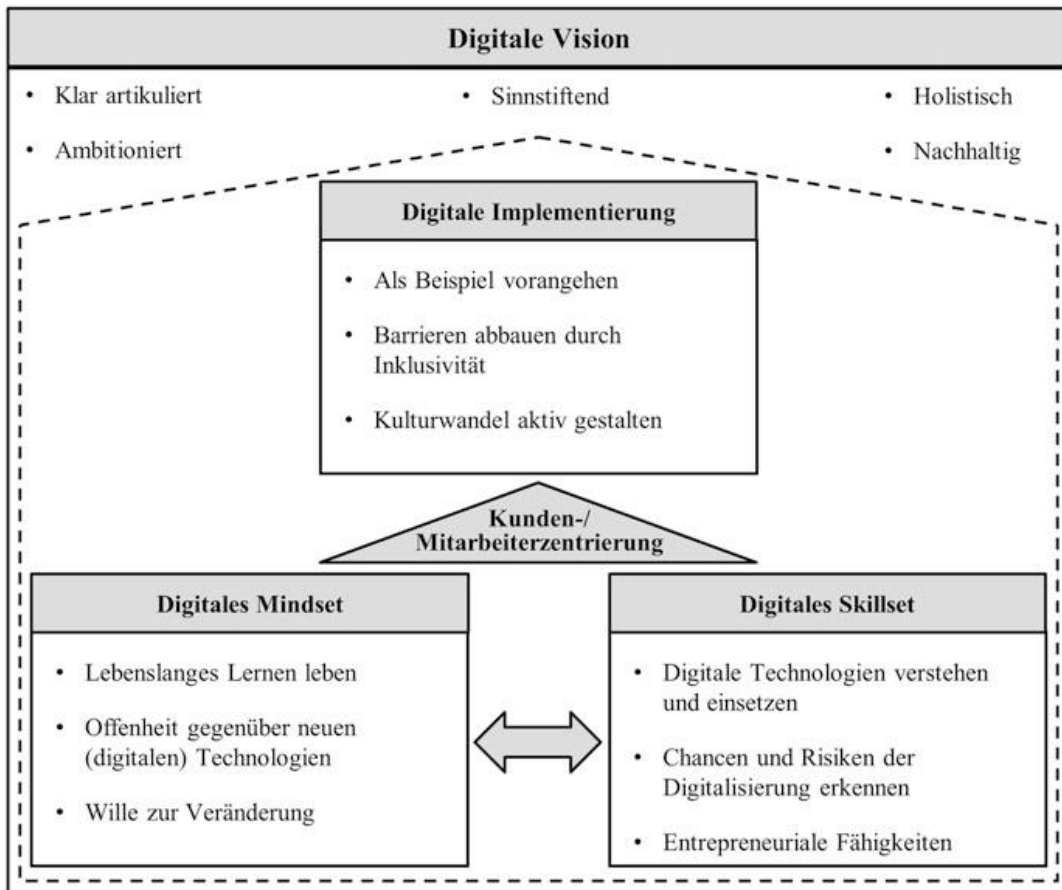 Digitale Vision
• Klar artikuliert
• Sinnstiftend
• Holistisch
• Ambitioniert
• Nachhaltig
Digitale Implementierung
• Als Beispiel vorangehen
• Barrieren abbauen durch
Inklusivität
• Kulturwandel aktiv gestalten
Kunden-/
Mitarbeiterzentrierung
Digitales Mindset
• Lebenslanges Lernen leben
• Offenheit gegenüber neuen
(digitalen) Technologien
• Wille zur Veränderung
Digitales Skillset
• Digitale Technologien verstehen
und einsetzen
• Chancen und Risiken der
Digitalisierung erkennen
• Entrepreneuriale Fähigkeiten